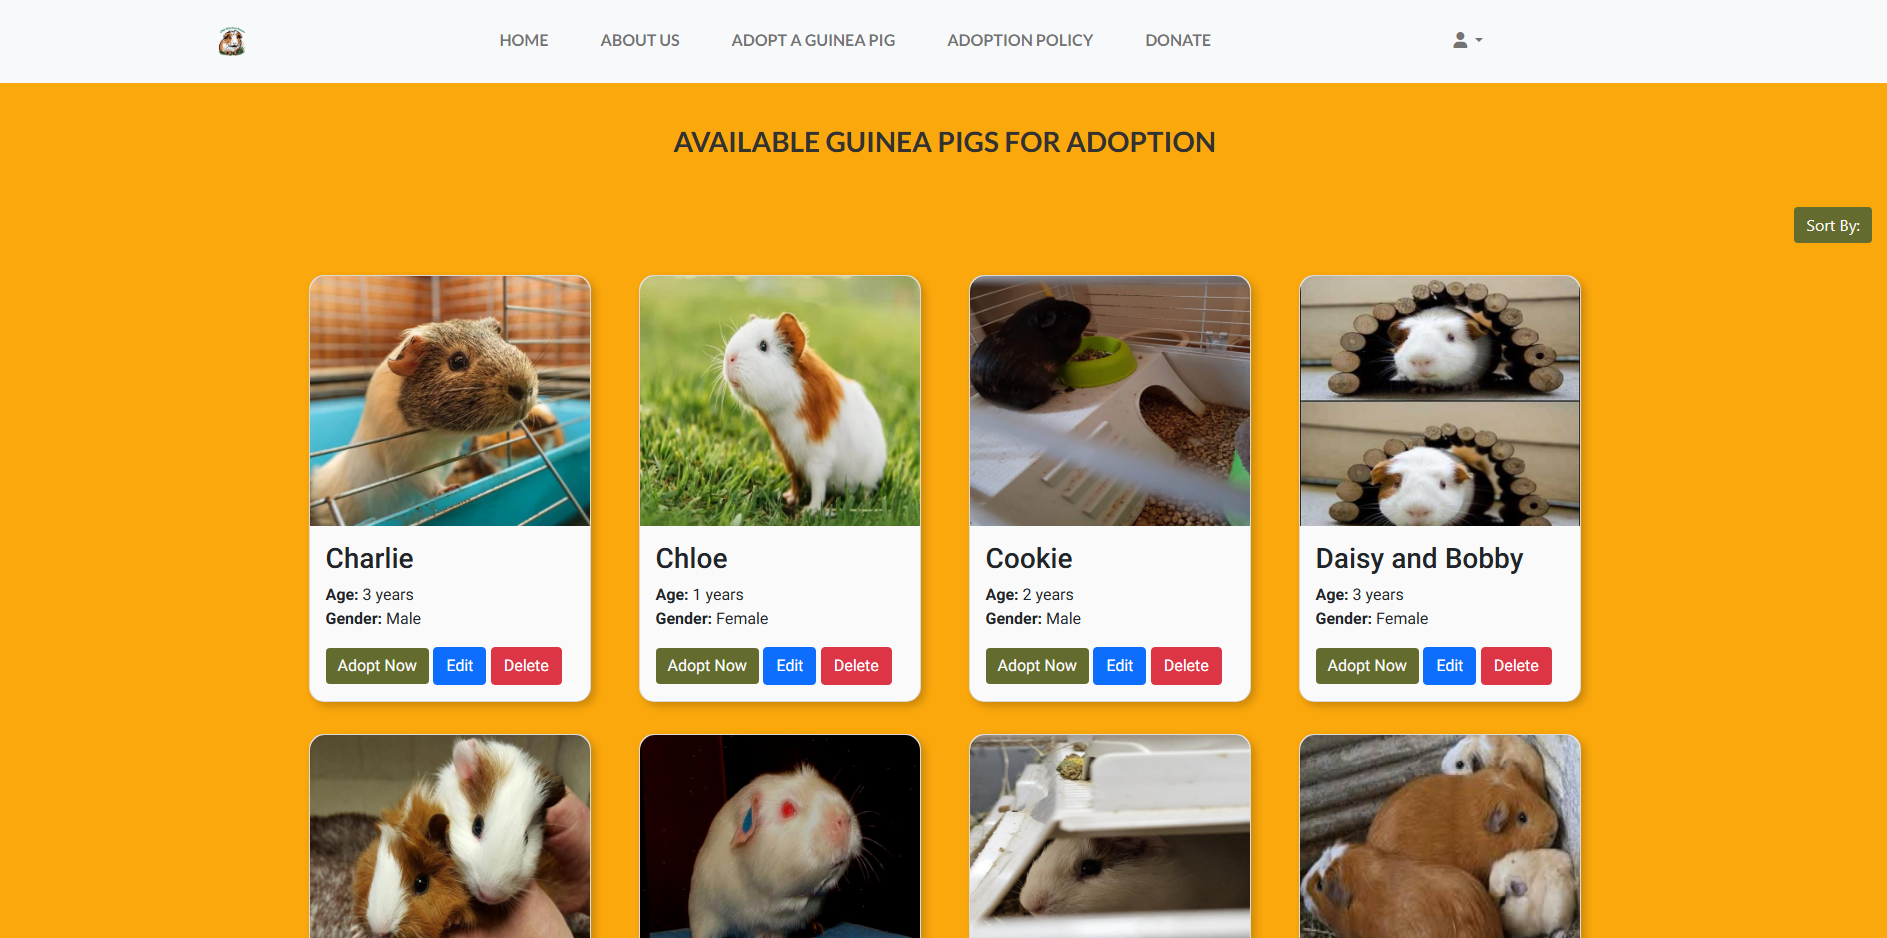 HOME ABOUT US ADOPT A GUINEA PIG ADOPTION POLICY DONATE
AVAILABLE GUINEA PIGS FOR ADOPTION
Sort By:
Charlie
Age: 3 years
Gender: Male
Adopt Now Edit Delete
Chloe
Age: 1 years
Gender: Female
Adopt Now Edit Delete
Cookie
Age: 2 years
Gender: Male
Adopt Now Edit Delete
Daisy and Bobby
Age: 3 years
Gender: Female
Adopt Now Edit Delete